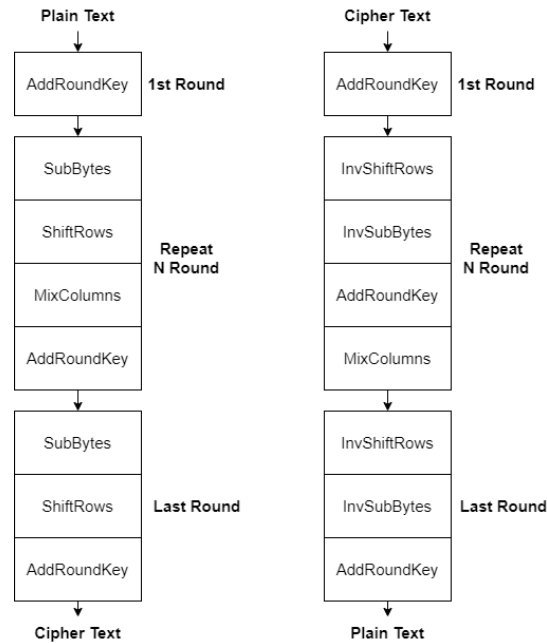 Plain Text
AddRoundKey
1st Round
SubBytes
ShiftRows
MixColumns
AddRoundKey
Repeat
N Round
SubBytes
ShiftRows
AddRoundKey
Last Round
Cipher Text
Cipher Text
AddRoundKey
1st Round
InvShiftRows
InvSubBytes
AddRoundKey
MixColumns
Repeat
N Round
InvShiftRows
InvSubBytes
AddRoundKey
Last Round
Plain Text